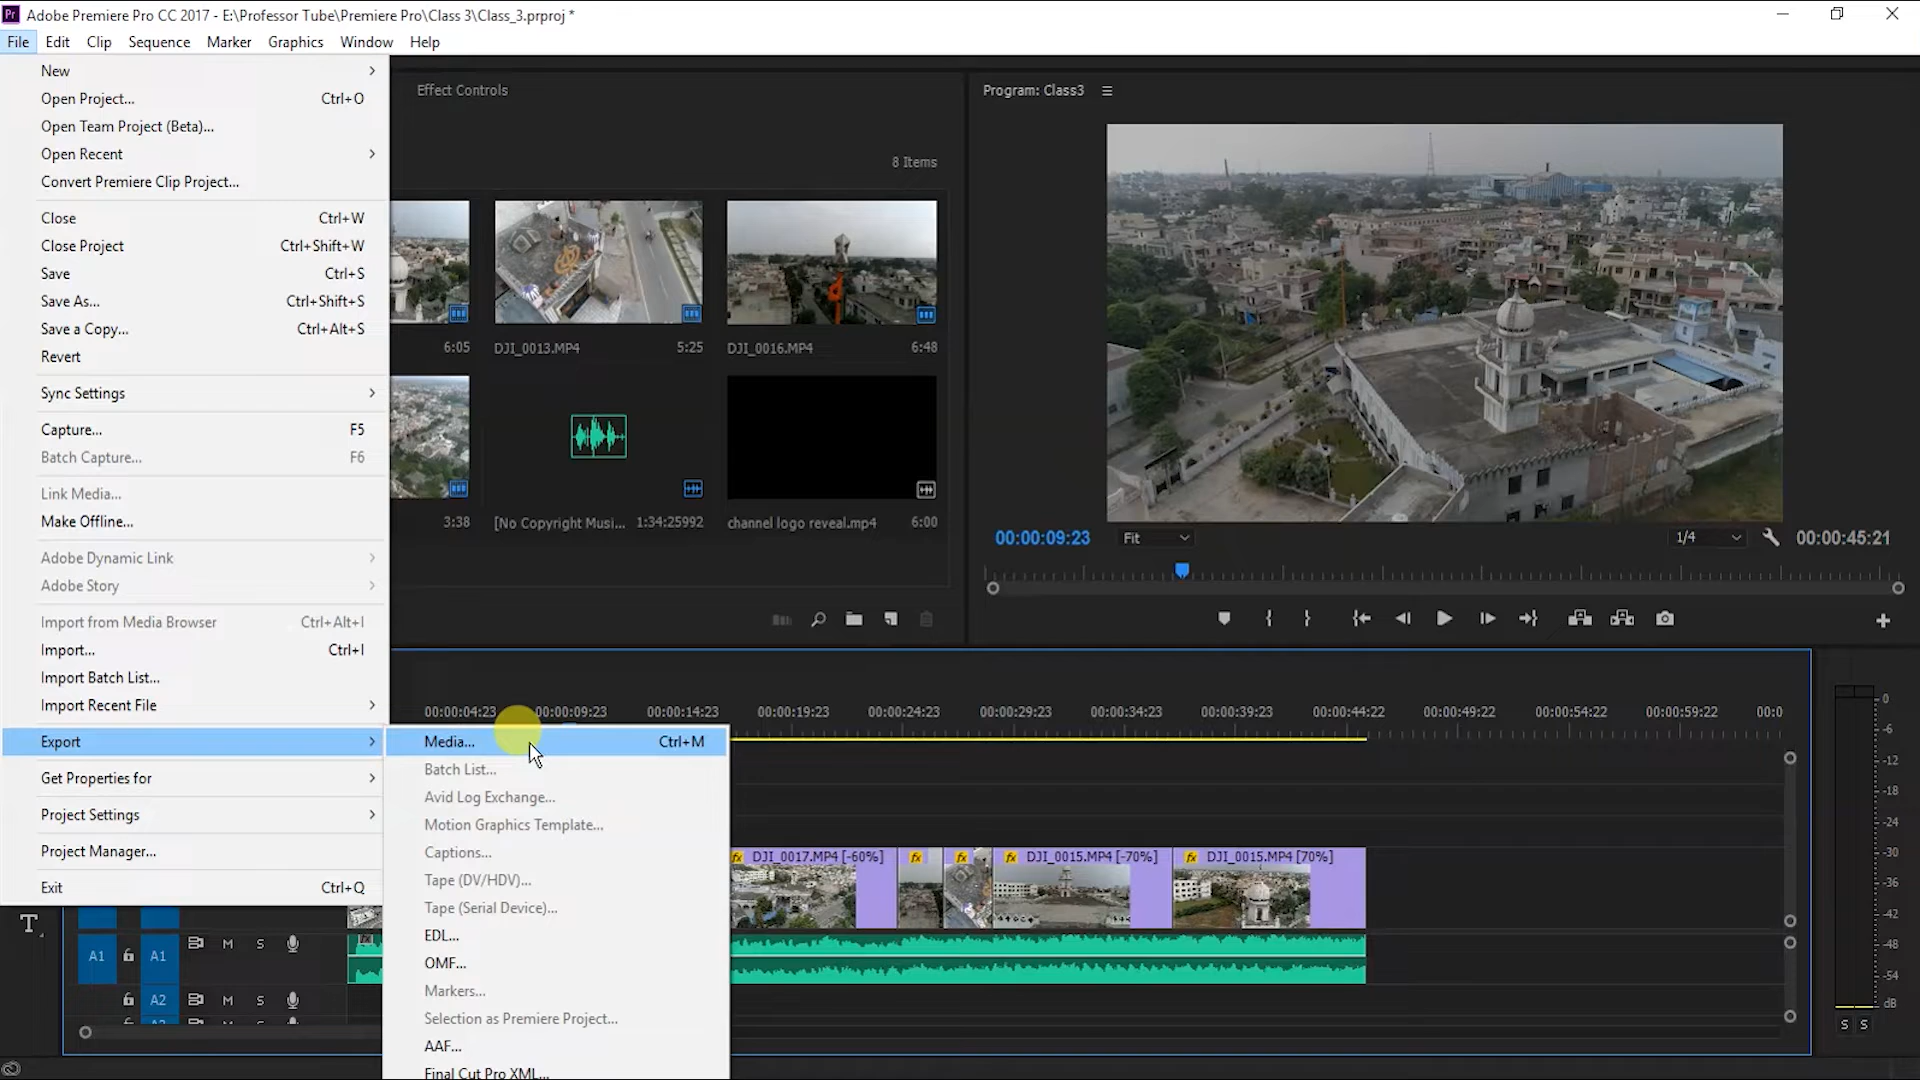 Pr Adobe Premiere Pro CC 2017 - E:\Professor Tube\Premiere Pro\Class 3\Class_3.prproj *
File Edit Clip Sequence Marker Graphics Window Help
New
Open Project... Ctrl+O
Open Team Project (Beta)...
Open Recent
Convert Premiere Clip Project...
Close Ctrl+W
Close Project Ctrl+Shift+W
Save Ctrl+S
Save As... Ctrl+Shift+S
Save a Copy... Ctrl+Alt+S
Revert
Sync Settings
Capture... F5
Batch Capture... F6
Link Media...
Make Offline...
Adobe Dynamic Link
Adobe Story
Import from Media Browser Ctrl+Alt+I
Import... Ctrl+I
Import Batch List...
Import Recent File
Export
Get Properties for
Project Settings
Project Manager...
Exit Ctrl+Q
Media... Ctrl+M
Batch List...
Avid Log Exchange...
Motion Graphics Template...
Captions...
Tape (DV/HDV)...
Tape (Serial Device)...
EDL...
OMF...
Markers...
Selection as Premiere Project...
AAF...
Final Cut Pro XML...
Effect Controls
8 Items
6:05
DJI_0013.MP4 5:25
DJI_0016.MP4 6:48
3:38
[No Copyright Musi... 1:34:25992
channel logo reveal.mp4 6:00
Program: Class3
00:00:09:23 Fit 1/4 00:00:45:21
00:00:04:23 00:00:09:23 00:00:14:23 00:00:19:23 00:00:24:23 00:00:29:23 00:00:34:23 00:00:39:23 00:00:44:22 00:00:49:22 00:00:54:22 00:00:59:22 00:0
fx DJI_0017.MP4 [-60%] fx fx fx DJI_0015.MP4 [-70%] fx DJI_0015.MP4 [70%]
T
A1 A1 M S
A2 M S
0
-6
-12
-18
-24
-30
-36
-42
-48
-54
dB
S S